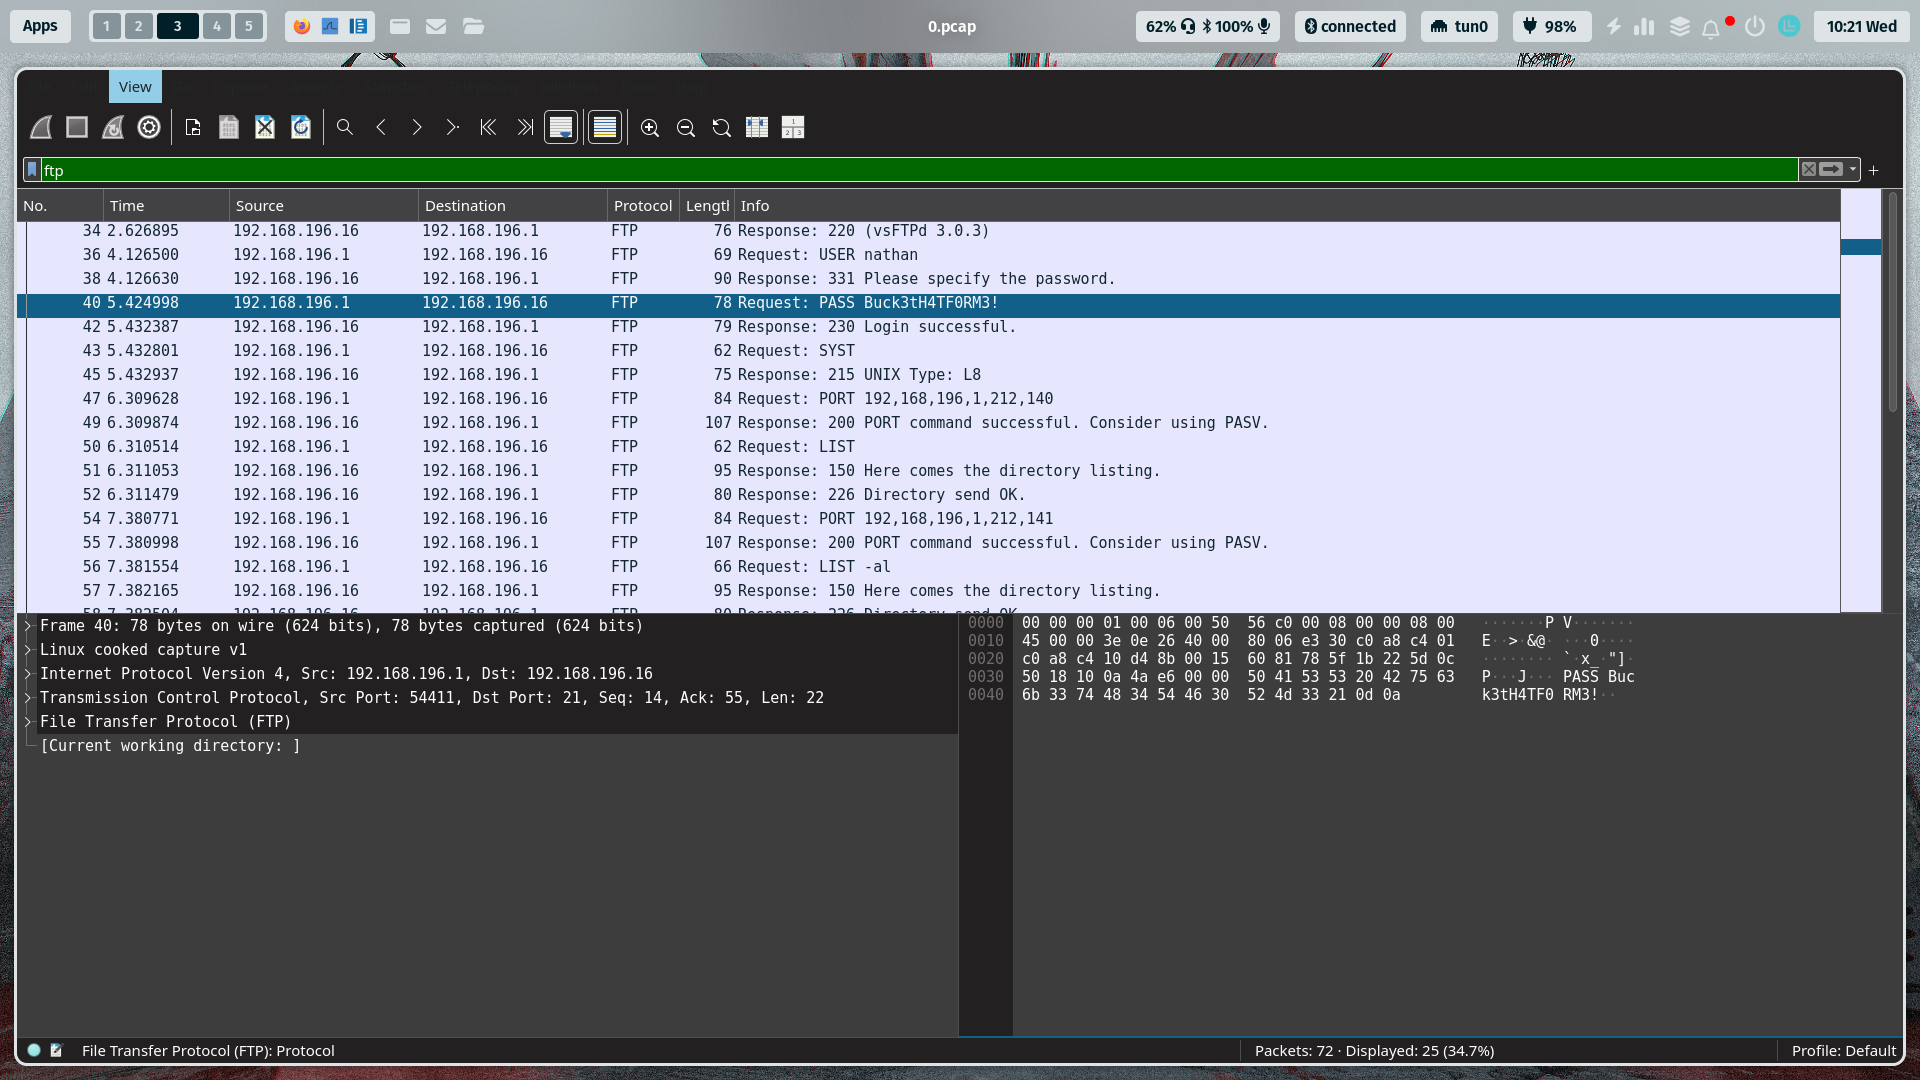 Apps 1 2 3 4 5 0.pcap 62% 100% connected tun0 98% 10:21 Wed
View
ftp
No. Time Source Destination Protocol Length Info
34 2.626895 192.168.196.16 192.168.196.1 FTP 76 Response: 220 (vsFTPd 3.0.3)
36 4.126500 192.168.196.1 192.168.196.16 FTP 69 Request: USER nathan
38 4.126630 192.168.196.16 192.168.196.1 FTP 90 Response: 331 Please specify the password.
40 5.424998 192.168.196.1 192.168.196.16 FTP 78 Request: PASS Buck3tH4TF0RM3!
42 5.432387 192.168.196.16 192.168.196.1 FTP 79 Response: 230 Login successful.
43 5.432801 192.168.196.1 192.168.196.16 FTP 62 Request: SYST
45 5.432937 192.168.196.16 192.168.196.1 FTP 75 Response: 215 UNIX Type: L8
47 6.309628 192.168.196.1 192.168.196.16 FTP 84 Request: PORT 192,168,196,1,212,140
49 6.309874 192.168.196.16 192.168.196.1 FTP 107 Response: 200 PORT command successful. Consider using PASV.
50 6.310514 192.168.196.1 192.168.196.16 FTP 62 Request: LIST
51 6.311053 192.168.196.16 192.168.196.1 FTP 95 Response: 150 Here comes the directory listing.
52 6.311479 192.168.196.16 192.168.196.1 FTP 80 Response: 226 Directory send OK.
54 7.380771 192.168.196.1 192.168.196.16 FTP 84 Request: PORT 192,168,196,1,212,141
55 7.380998 192.168.196.16 192.168.196.1 FTP 107 Response: 200 PORT command successful. Consider using PASV.
56 7.381554 192.168.196.1 192.168.196.16 FTP 66 Request: LIST -al
57 7.382165 192.168.196.16 192.168.196.1 FTP 95 Response: 150 Here comes the directory listing.
58 7.382504 192.168.196.16 192.168.196.1 FTP 80 Response: 226 Directory send OK.
Frame 40: 78 bytes on wire (624 bits), 78 bytes captured (624 bits)
Linux cooked capture v1
Internet Protocol Version 4, Src: 192.168.196.1, Dst: 192.168.196.16
Transmission Control Protocol, Src Port: 54411, Dst Port: 21, Seq: 14, Ack: 55, Len: 22
File Transfer Protocol (FTP)
[Current working directory: ]
0000 00 00 00 01 00 06 00 50 56 c0 00 08 00 00 08 00 ·······P V·······
0010 45 00 00 3e 0e 26 40 00 80 06 e3 30 c0 a8 c4 01 E··>·&@· ···0····
0020 c0 a8 c4 10 d4 8b 00 15 60 81 78 5f 1b 22 5d 0c ········ `·x_·"]·
0030 50 18 10 0a 4a e6 00 00 50 41 53 53 20 42 75 63 P···J··· PASS Buc
0040 6b 33 74 48 34 54 46 30 52 4d 33 21 0d 0a k3tH4TF0 RM3!··
File Transfer Protocol (FTP): Protocol Packets: 72 · Displayed: 25 (34.7%) Profile: Default